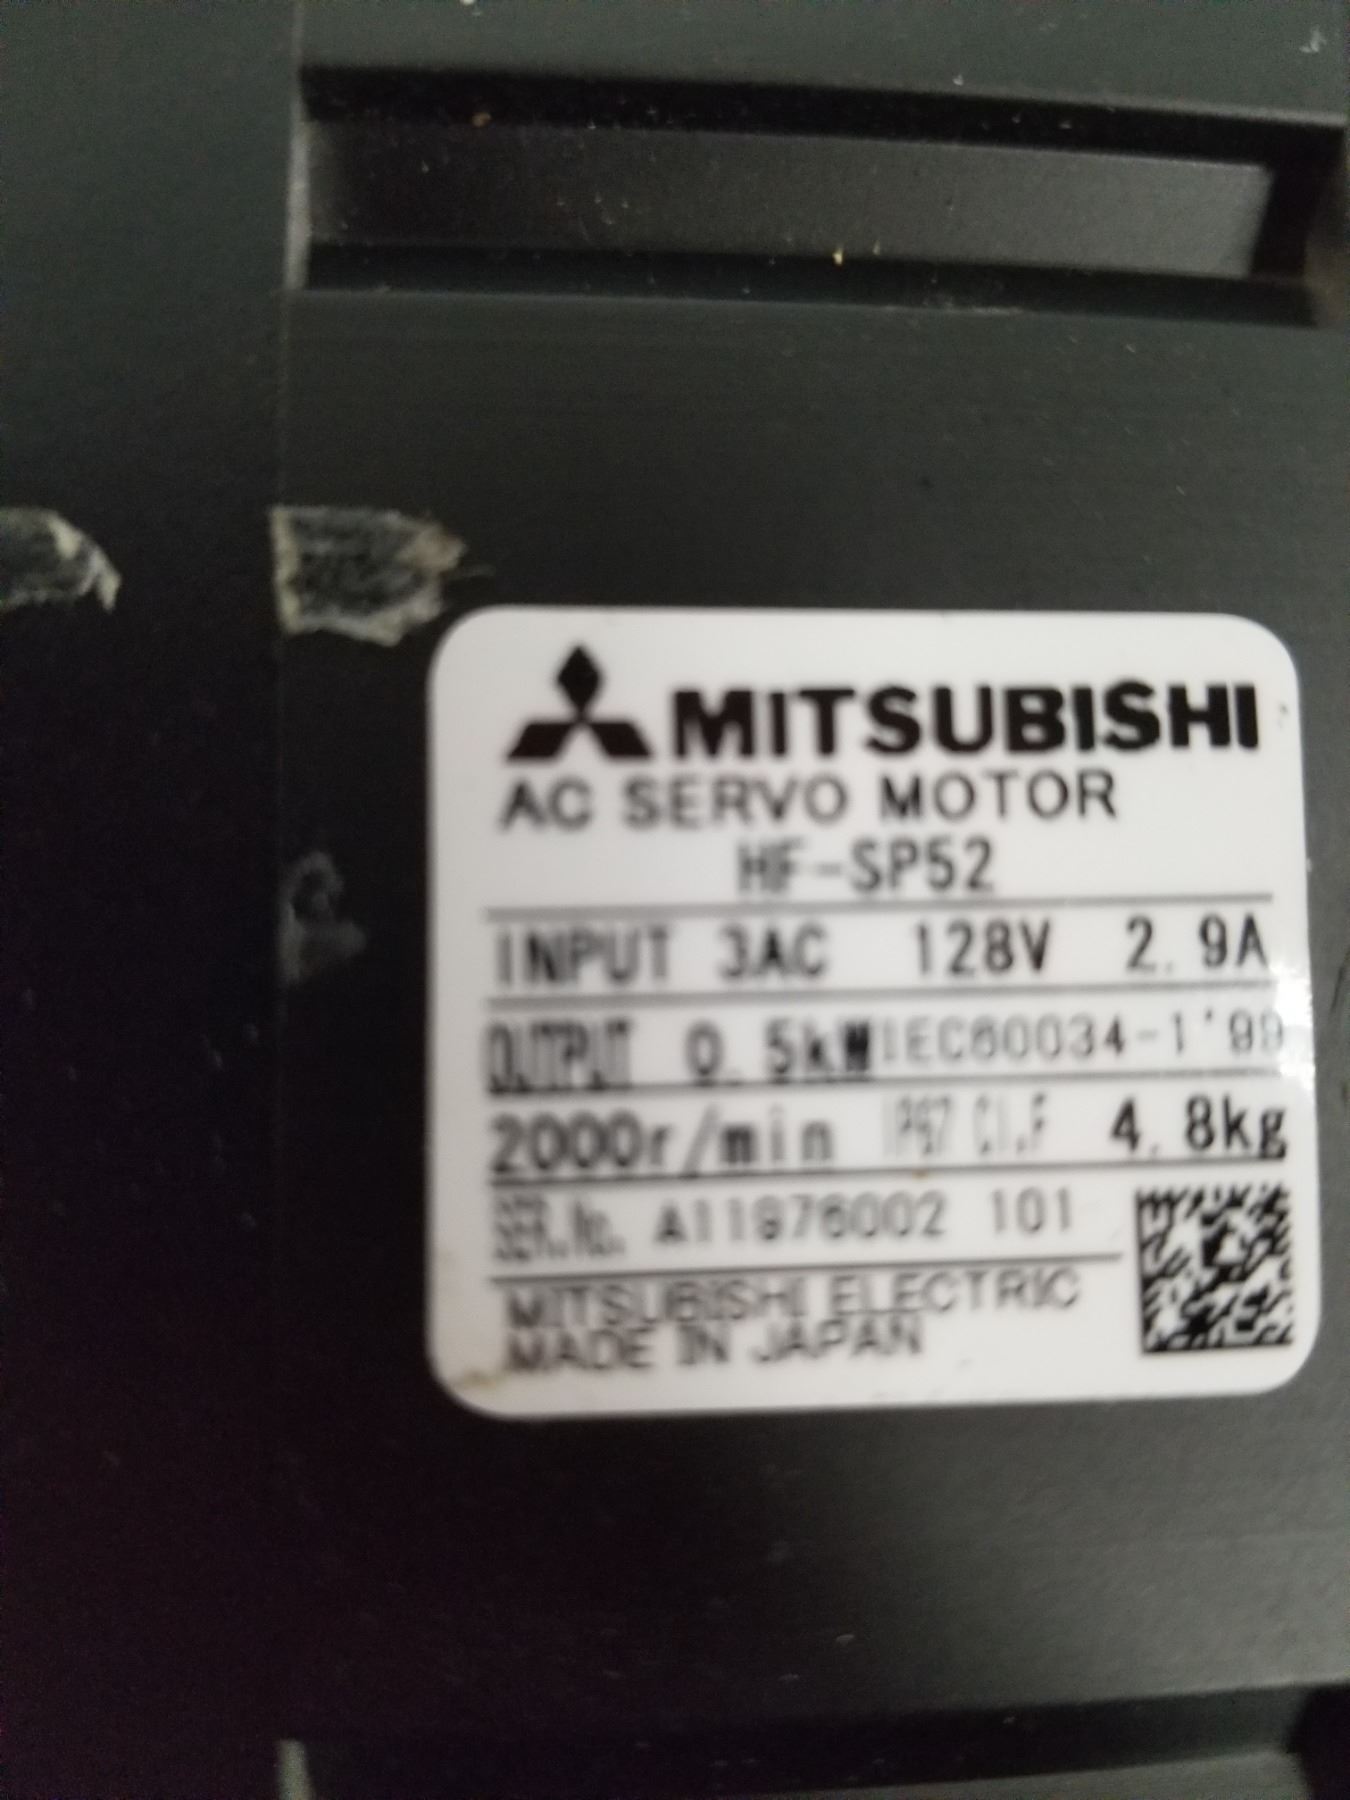 MITSUBISHI
AC SERVO MOTOR
HF-SP52
INPUT 3AC 128V 2.9A
OUTPUT 0.5kW IEC60034-1'99
2000r/min IP67 Cl.F 4.8kg
SER.No. A11976002 101
MITSUBISHI ELECTRIC
MADE IN JAPAN